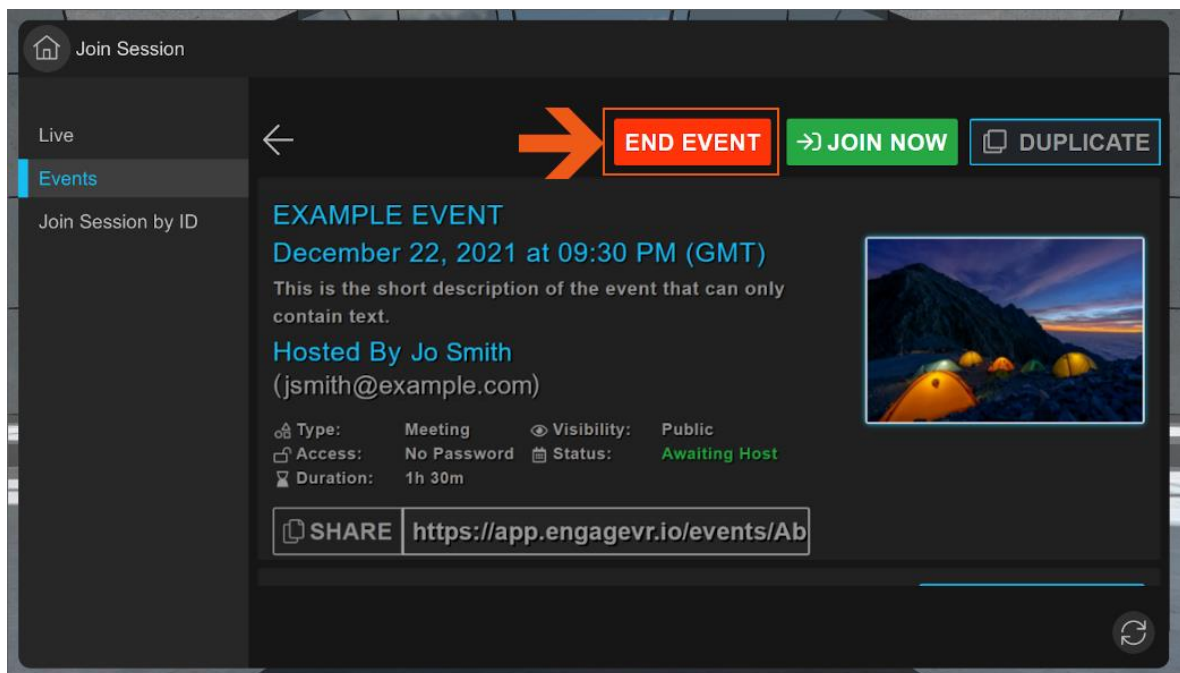 Join Session
Live
Events
Join Session by ID
END EVENT
JOIN NOW
DUPLICATE
EXAMPLE EVENT
December 22, 2021 at 09:30 PM (GMT)
This is the short description of the event that can only
contain text.
Hosted By Jo Smith
(jsmith@example.com)
Type: Meeting Visibility: Public
Access: No Password Status: Awaiting Host
Duration: 1h 30m
SHARE https://app.engagevr.io/events/Ab